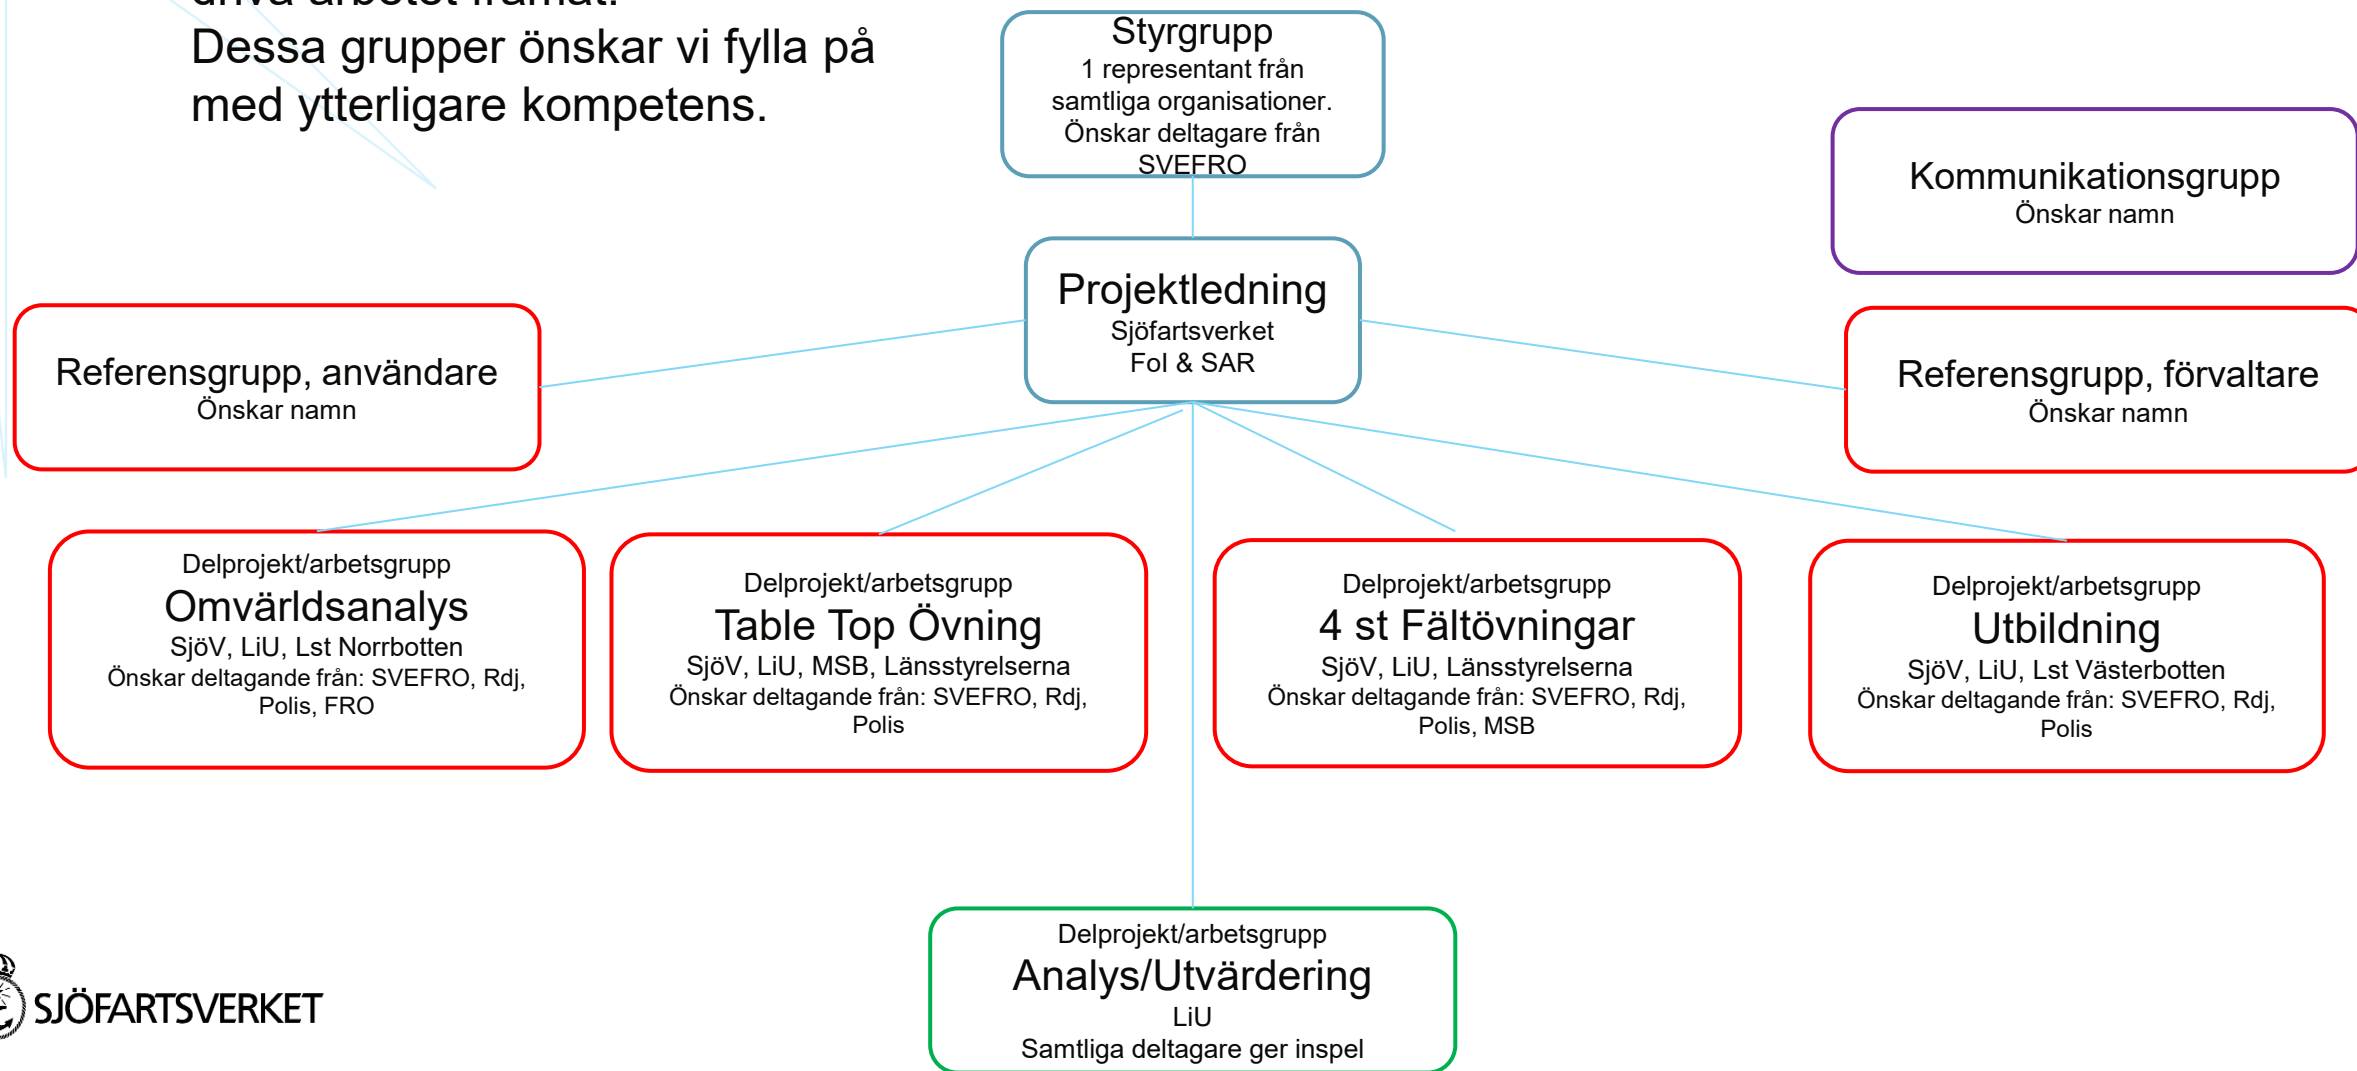 driva arbetet framåt.
Dessa grupper önskar vi fylla på
med ytterligare kompetens.
Styrgrupp
1 representant från
samtliga organisationer.
Önskar deltagare från
SVEFRO
Kommunikationsgrupp
Önskar namn
Projektledning
Sjöfartsverket
FoI & SAR
Referensgrupp, användare
Önskar namn
Referensgrupp, förvaltare
Önskar namn
Delprojekt/arbetsgrupp
Omvärldsanalys
SjöV, LiU, Lst Norrbotten
Önskar deltagande från: SVEFRO, Rdj,
Polis, FRO
Delprojekt/arbetsgrupp
Table Top Övning
SjöV, LiU, MSB, Länsstyrelserna
Önskar deltagande från: SVEFRO, Rdj,
Polis
Delprojekt/arbetsgrupp
4 st Fältövningar
SjöV, LiU, Länsstyrelserna
Önskar deltagande från: SVEFRO, Rdj,
Polis, MSB
Delprojekt/arbetsgrupp
Utbildning
SjöV, LiU, Lst Västerbotten
Önskar deltagande från: SVEFRO, Rdj,
Polis
Delprojekt/arbetsgrupp
Analys/Utvärdering
LiU
Samtliga deltagare ger inspel
SJÖFARTSVERKET